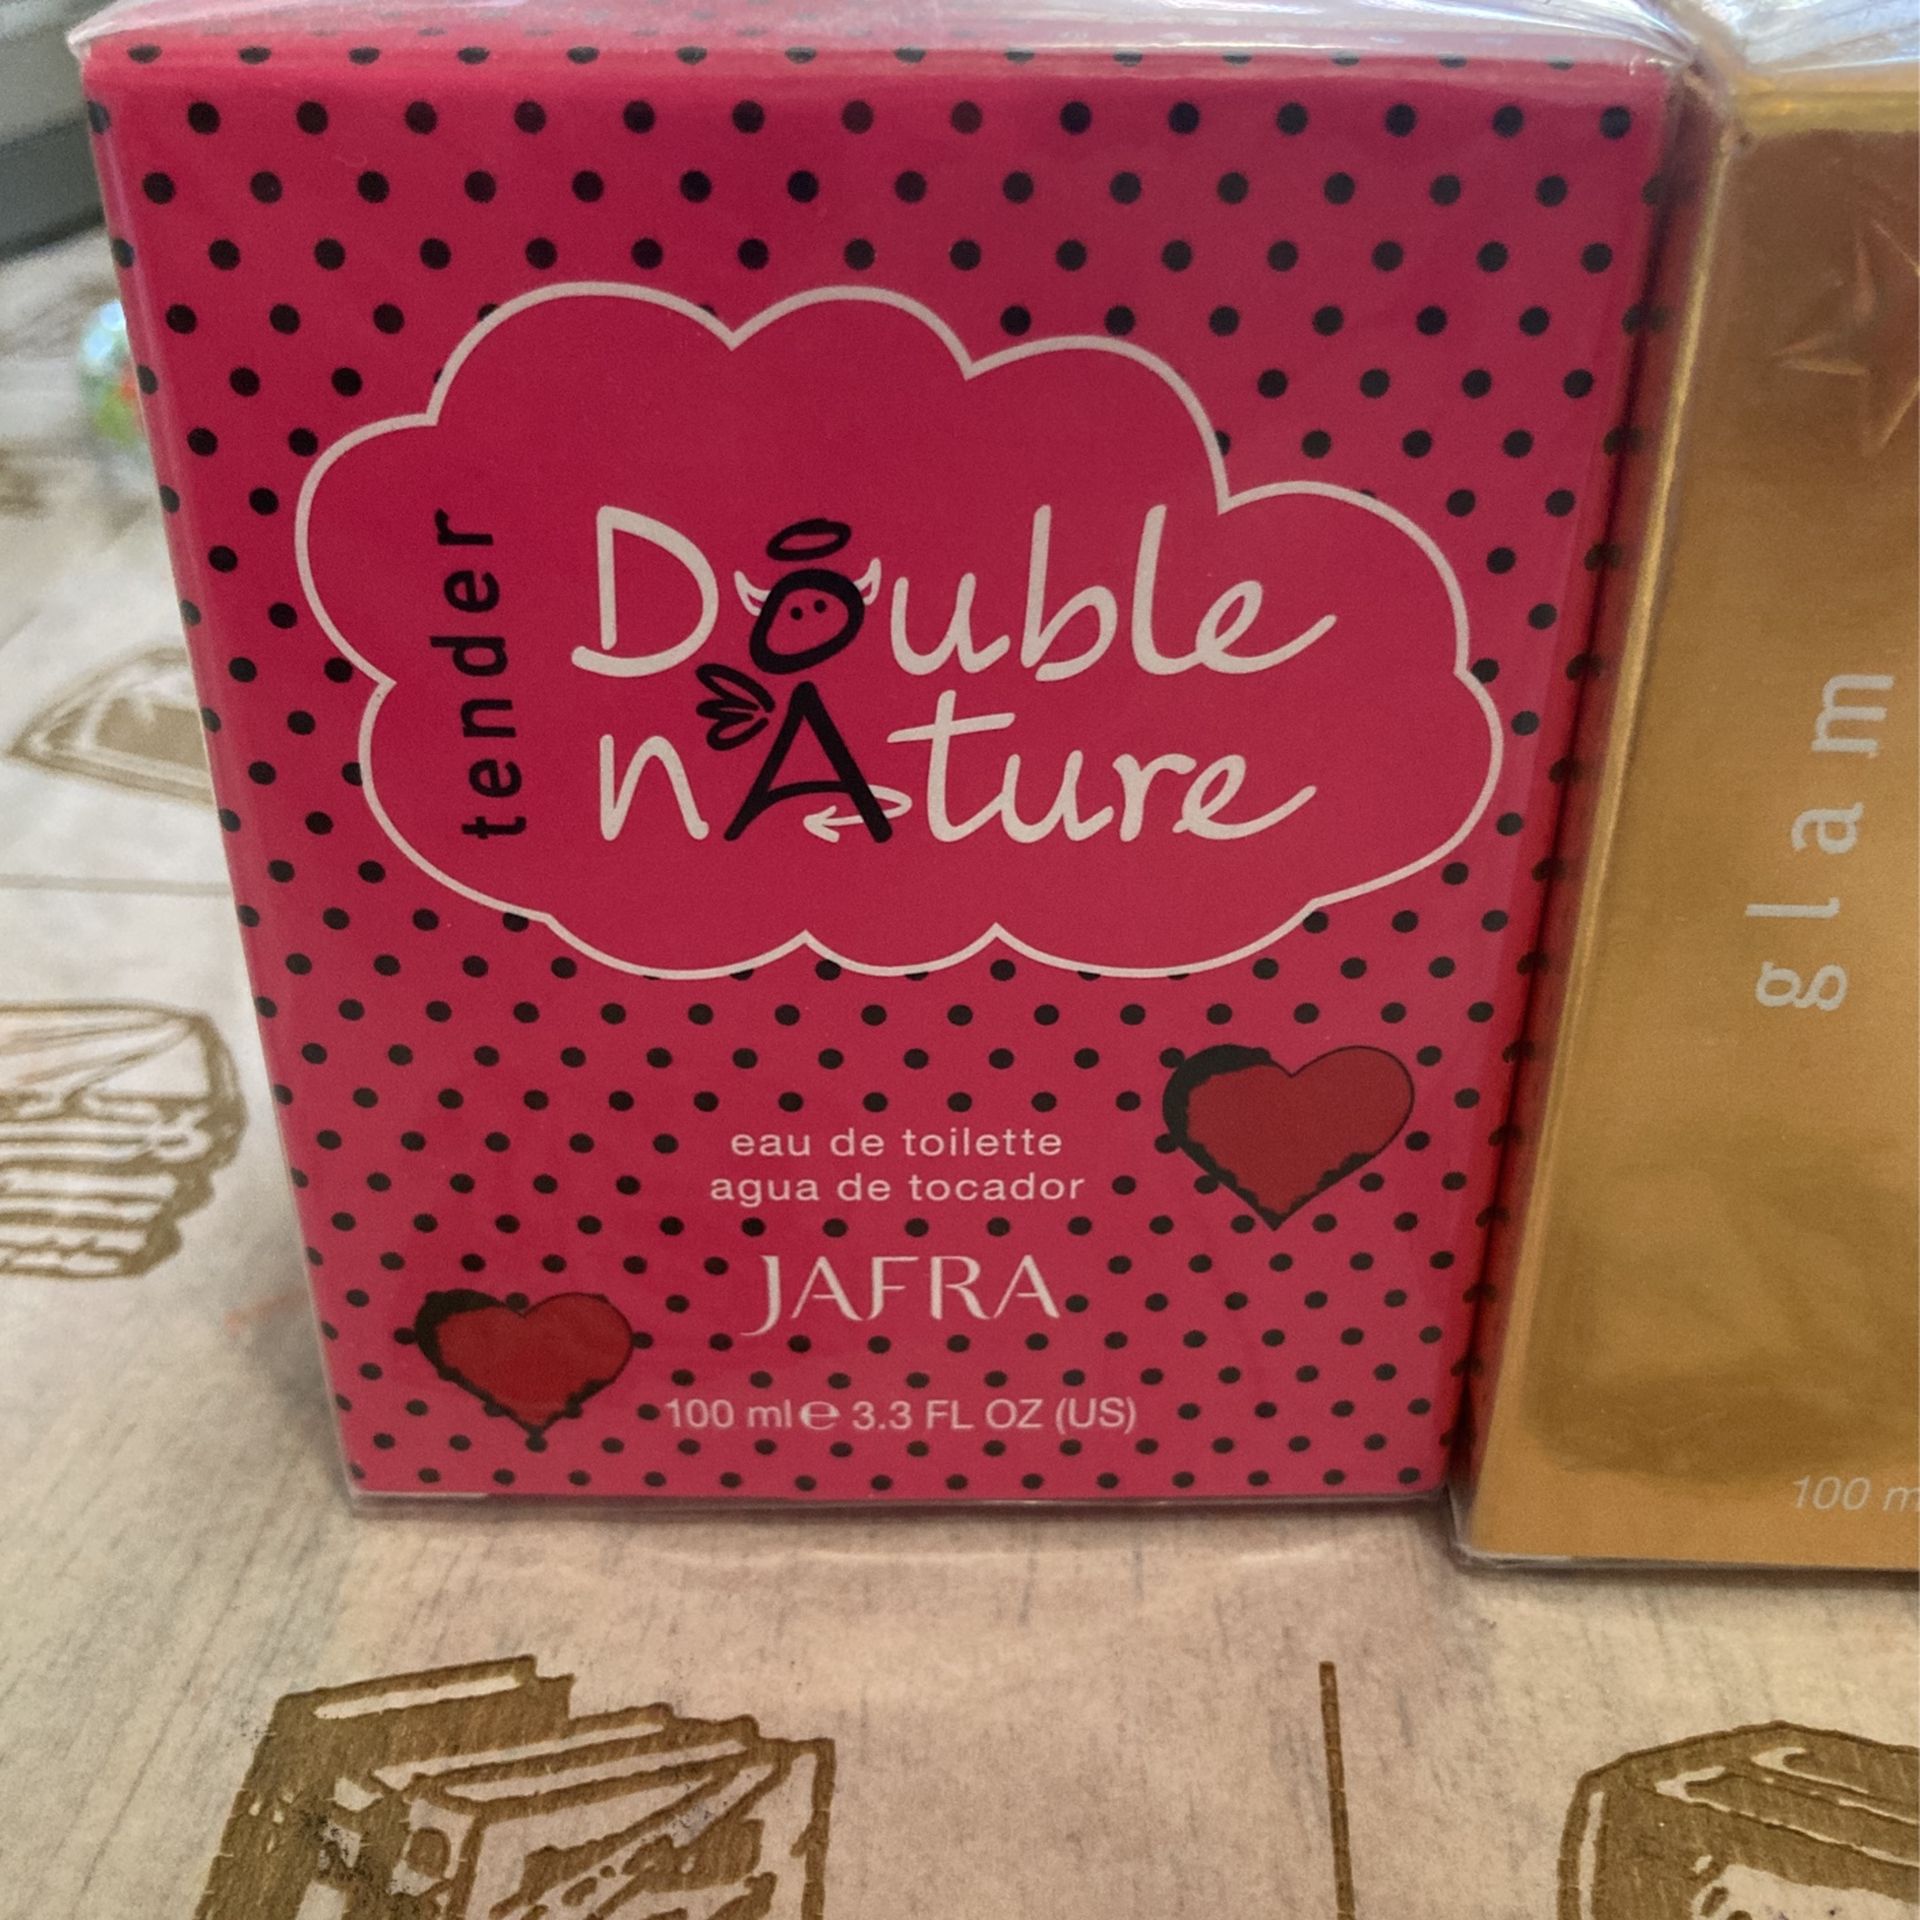 tender
Double
nAture
eau de toilette
agua de tocador
JAFRA
100 ml ℮ 3.3 FL OZ (US)
glam
100 m